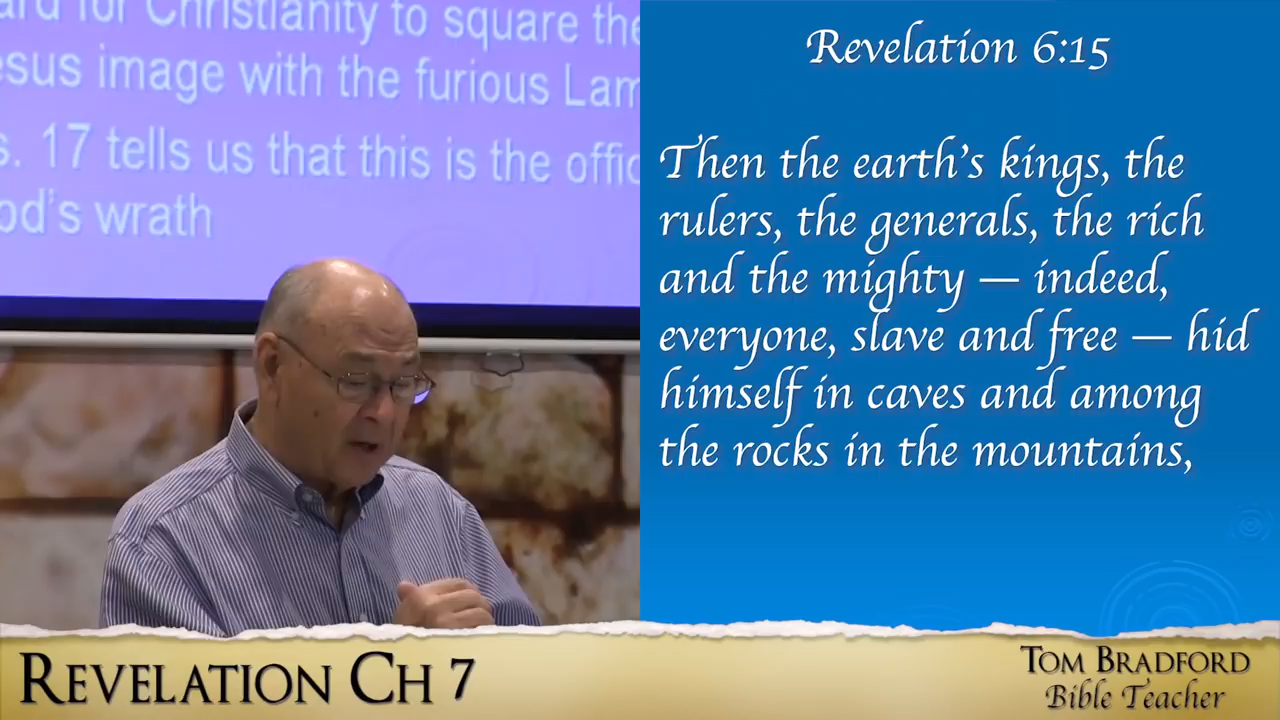 ard for Christianity to square the
esus image with the furious Lam
s. 17 tells us that this is the offic
od's wrath
Revelation 6:15
Then the earth's kings, the
rulers, the generals, the rich
and the mighty — indeed,
everyone, slave and free — hid
himself in caves and among
the rocks in the mountains,
Revelation Ch 7
Tom Bradford
Bible Teacher